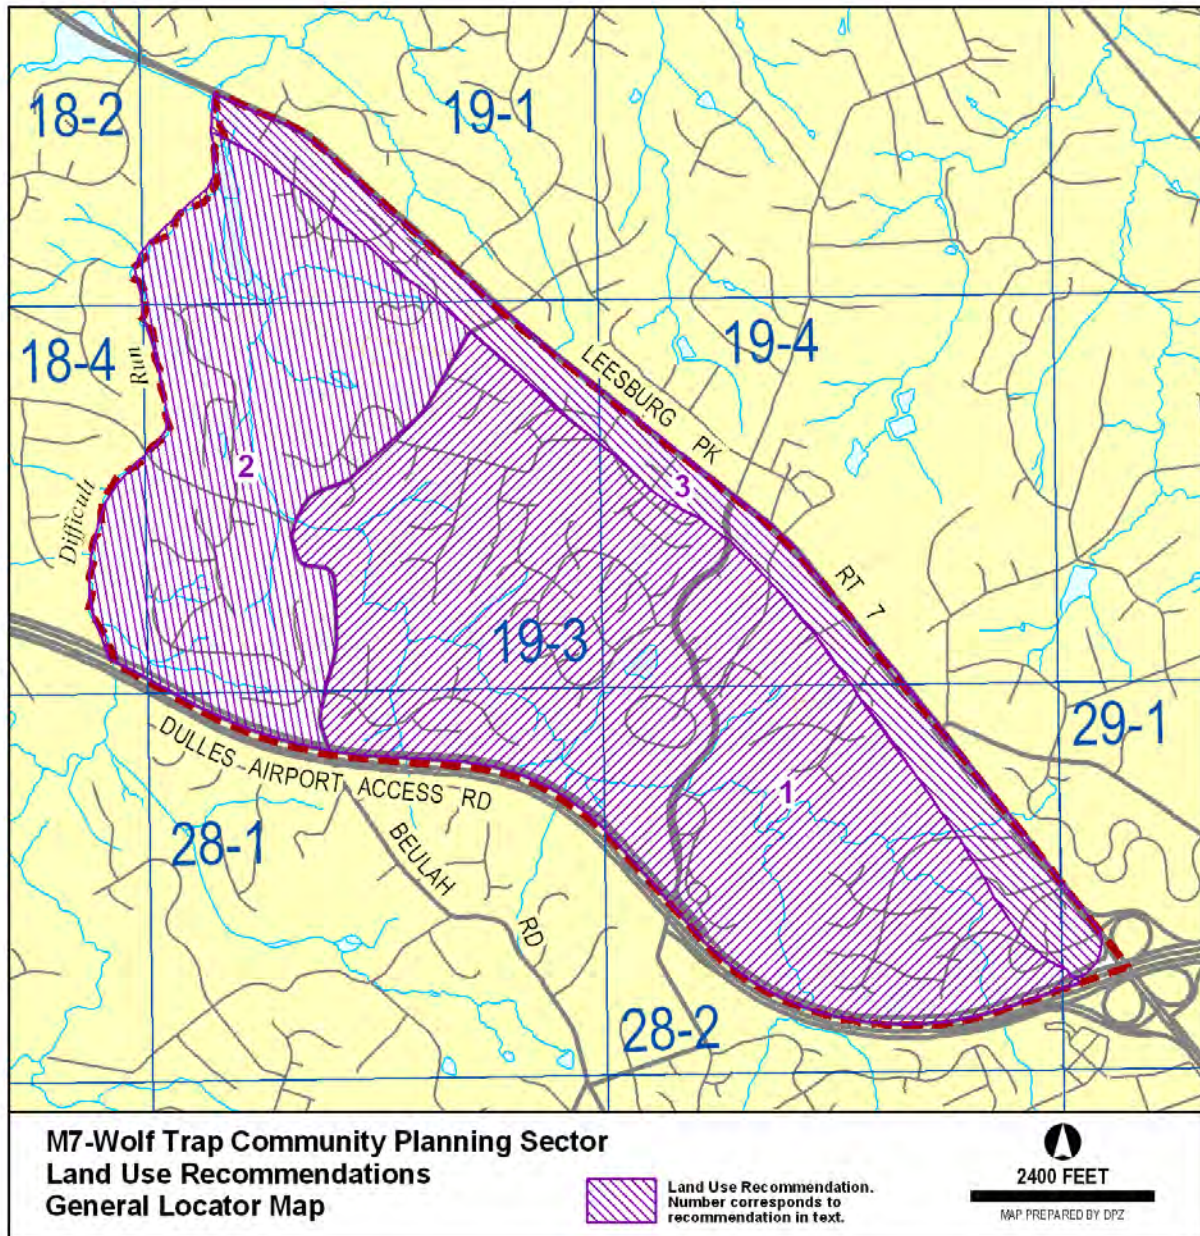 18-2
19-1
18-4
Run
19-4
LEESBURG PK
2
3
Difficult
RT 7
19-3
29-1
DULLES AIRPORT ACCESS RD
1
28-1
BEULAH RD
28-2
M7-Wolf Trap Community Planning Sector
Land Use Recommendations
General Locator Map
Land Use Recommendation.
Number corresponds to
recommendation in text.
2400 FEET
MAP PREPARED BY DPZ